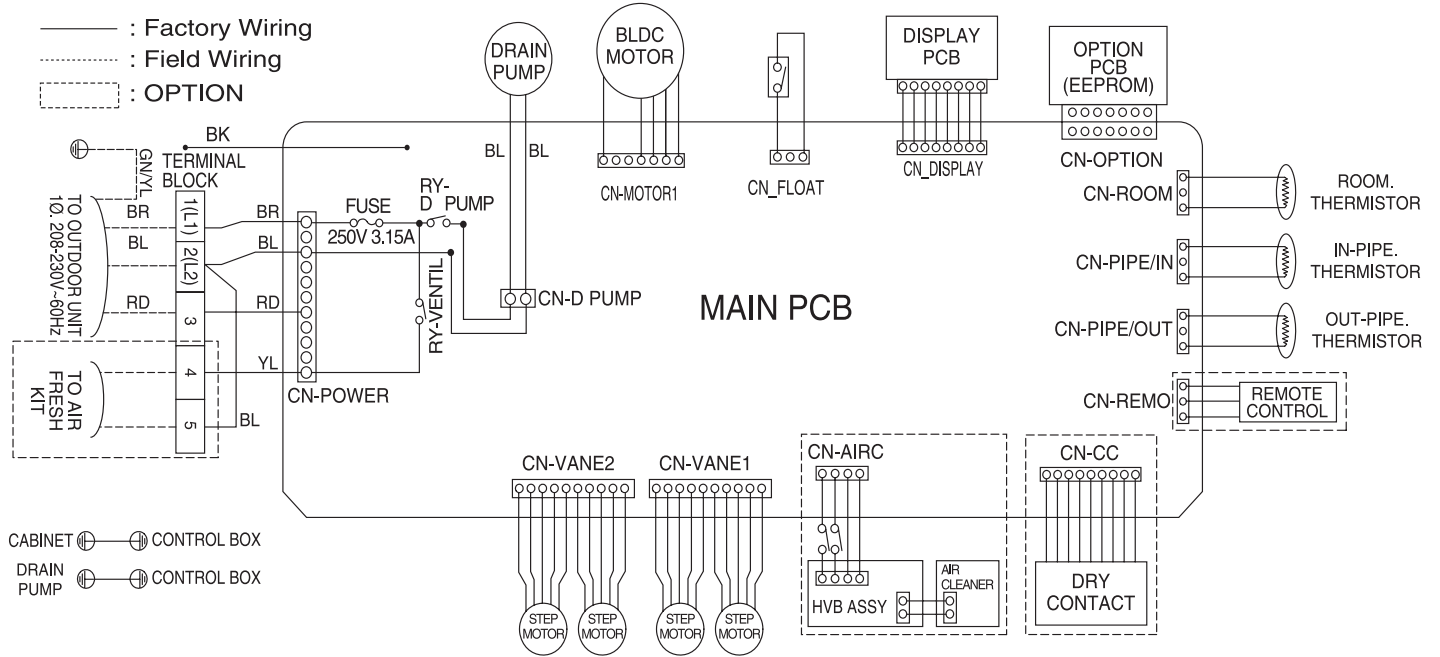 : Factory Wiring
: Field Wiring
: OPTION
DRAIN
PUMP
BLDC
MOTOR
DISPLAY
PCB
OPTION
PCB
(EEPROM)
BK
GN/YL
TERMINAL
BLOCK
BL
BL
CN-MOTOR1
CN_FLOAT
CN_DISPLAY
CN-OPTION
CN-ROOM
ROOM.
THERMISTOR
TO OUTDOOR UNIT
1Ø. 208-230V~60Hz
BR
1(L1)
BR
FUSE
250V 3.15A
RY-
D PUMP
BL
2(L2)
BL
CN-PIPE/IN
IN-PIPE.
THERMISTOR
RD
3
RD
RY-VENTIL
CN-D PUMP
MAIN PCB
CN-PIPE/OUT
OUT-PIPE.
THERMISTOR
TO AIR
FRESH
KIT
4
YL
CN-POWER
5
BL
CN-REMO
REMOTE
CONTROL
CN-VANE2
CN-VANE1
CN-AIRC
CN-CC
CABINET
CONTROL BOX
DRAIN
PUMP
CONTROL BOX
STEP
MOTOR
STEP
MOTOR
STEP
MOTOR
STEP
MOTOR
HVB ASSY
AIR
CLEANER
DRY
CONTACT